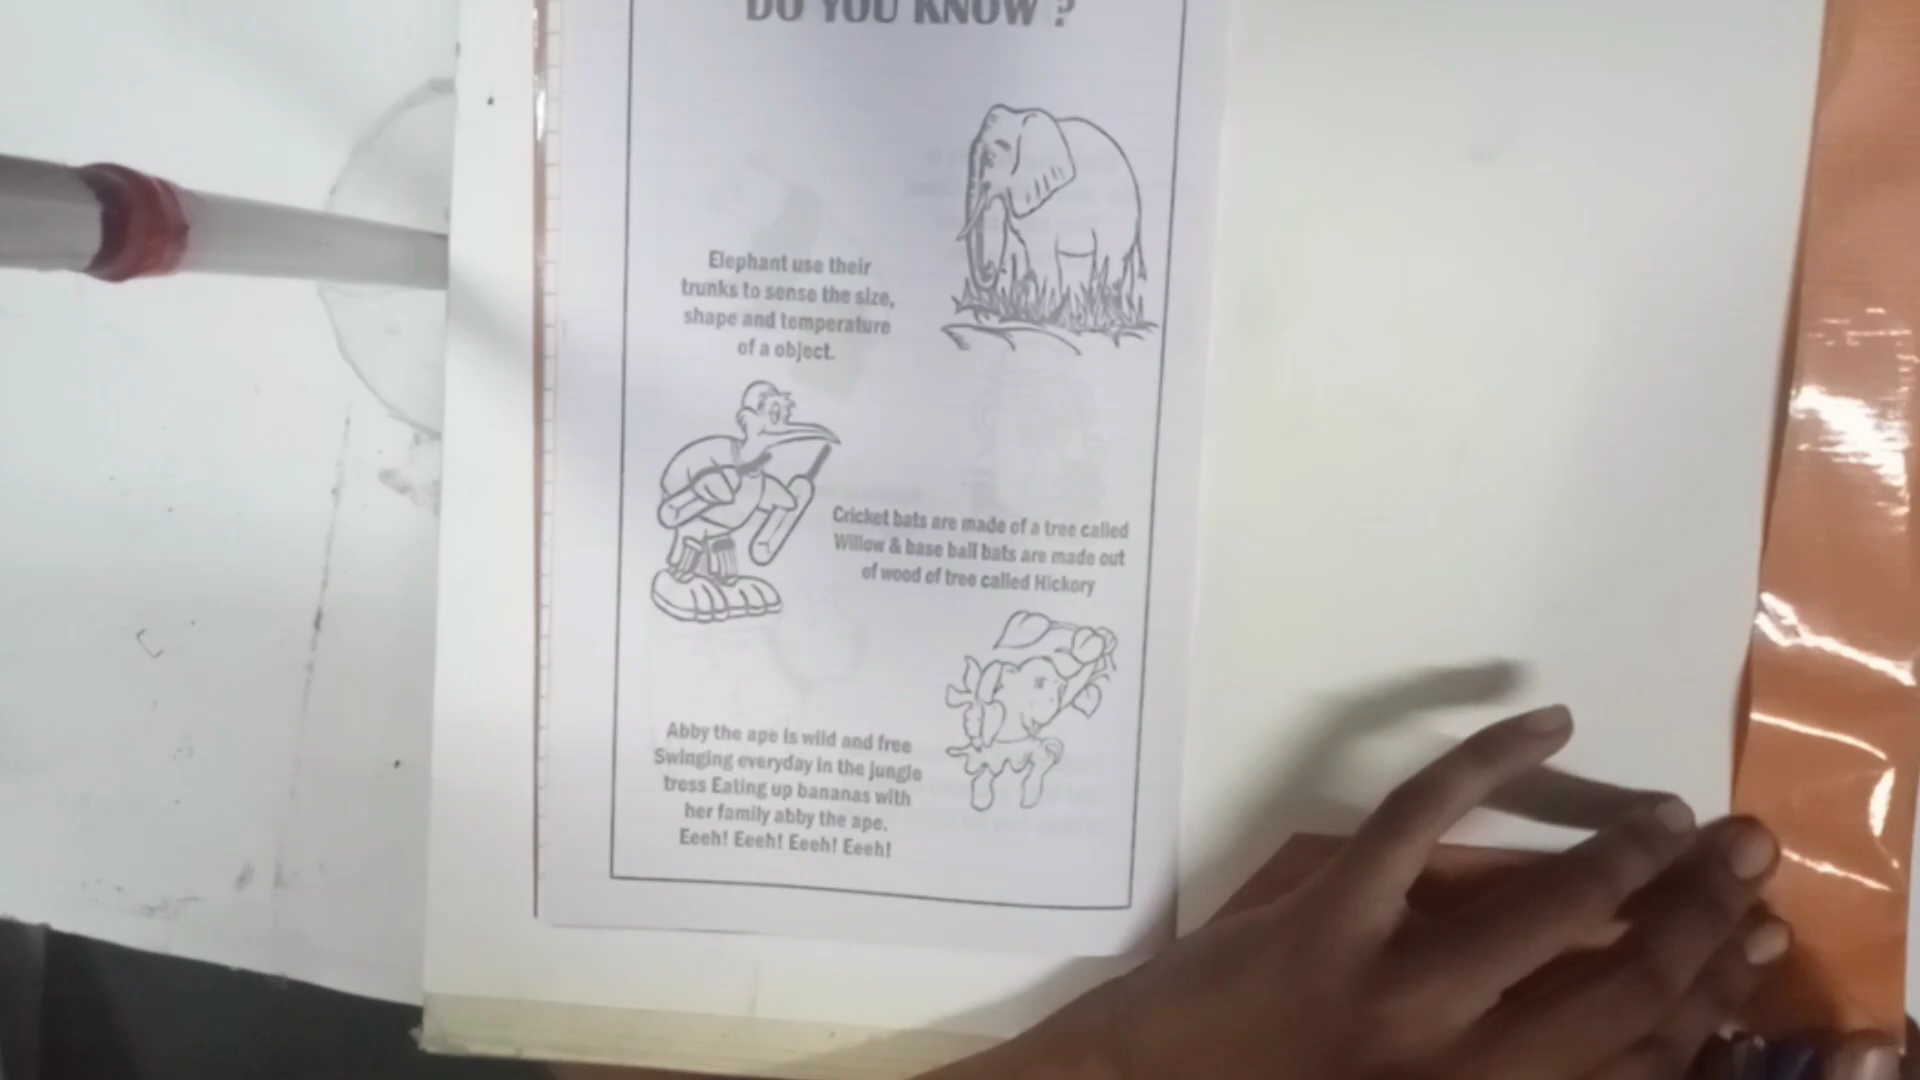 DO YOU KNOW ?
Elephant use their
trunks to sense the size,
shape and temperature
of a object.
Cricket bats are made of a tree called
Willow & base ball bats are made out
of wood of tree called Hickory
Abby the ape is wild and free
Swinging everyday in the jungle
tress Eating up bananas with
her family abby the ape.
Eeeh! Eeeh! Eeeh! Eeeh!